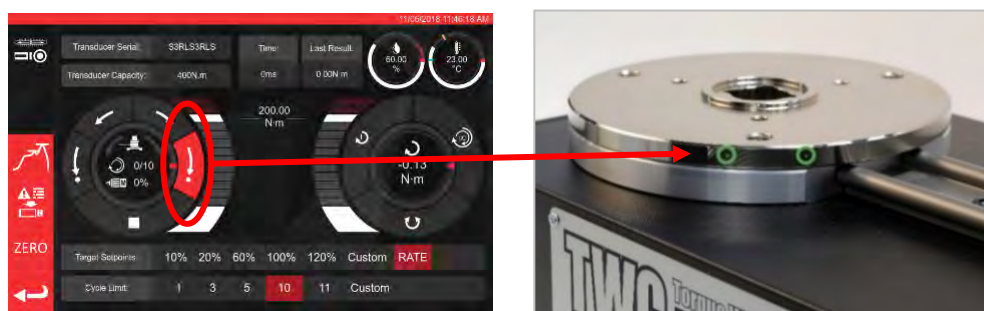 11/06/2018 11:46:18 AM
Transducer Serial: S3RLS3RLS Time: Last Result:
60.00 %
23.00 °C
Transducer Capacity: 400N.m 0ms 0.00N m
200.00
N·m
0/10
0%
-0.13
N·m
ZERO
Target Setpoints: 10% 20% 60% 100% 120% Custom RATE
Cycle Limit: 1 3 5 10 11 Custom
TWC